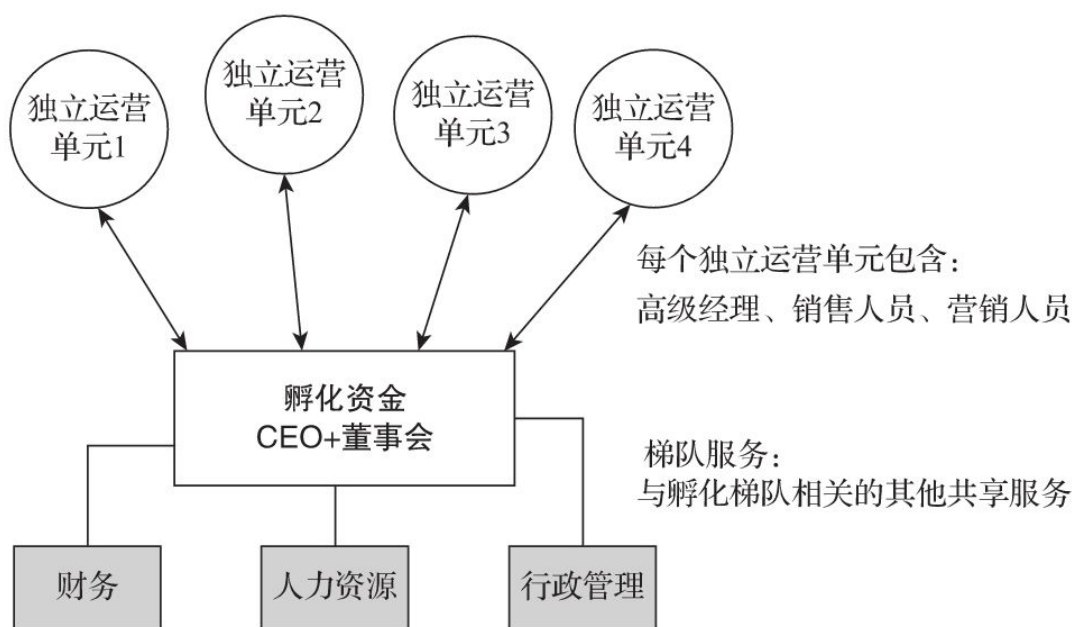 独立运营
单元1
独立运营
单元2
独立运营
单元3
独立运营
单元4
每个独立运营单元包含：
高级经理、销售人员、营销人员
孵化资金
CEO+董事会
梯队服务：
与孵化梯队相关的其他共享服务
财务
人力资源
行政管理